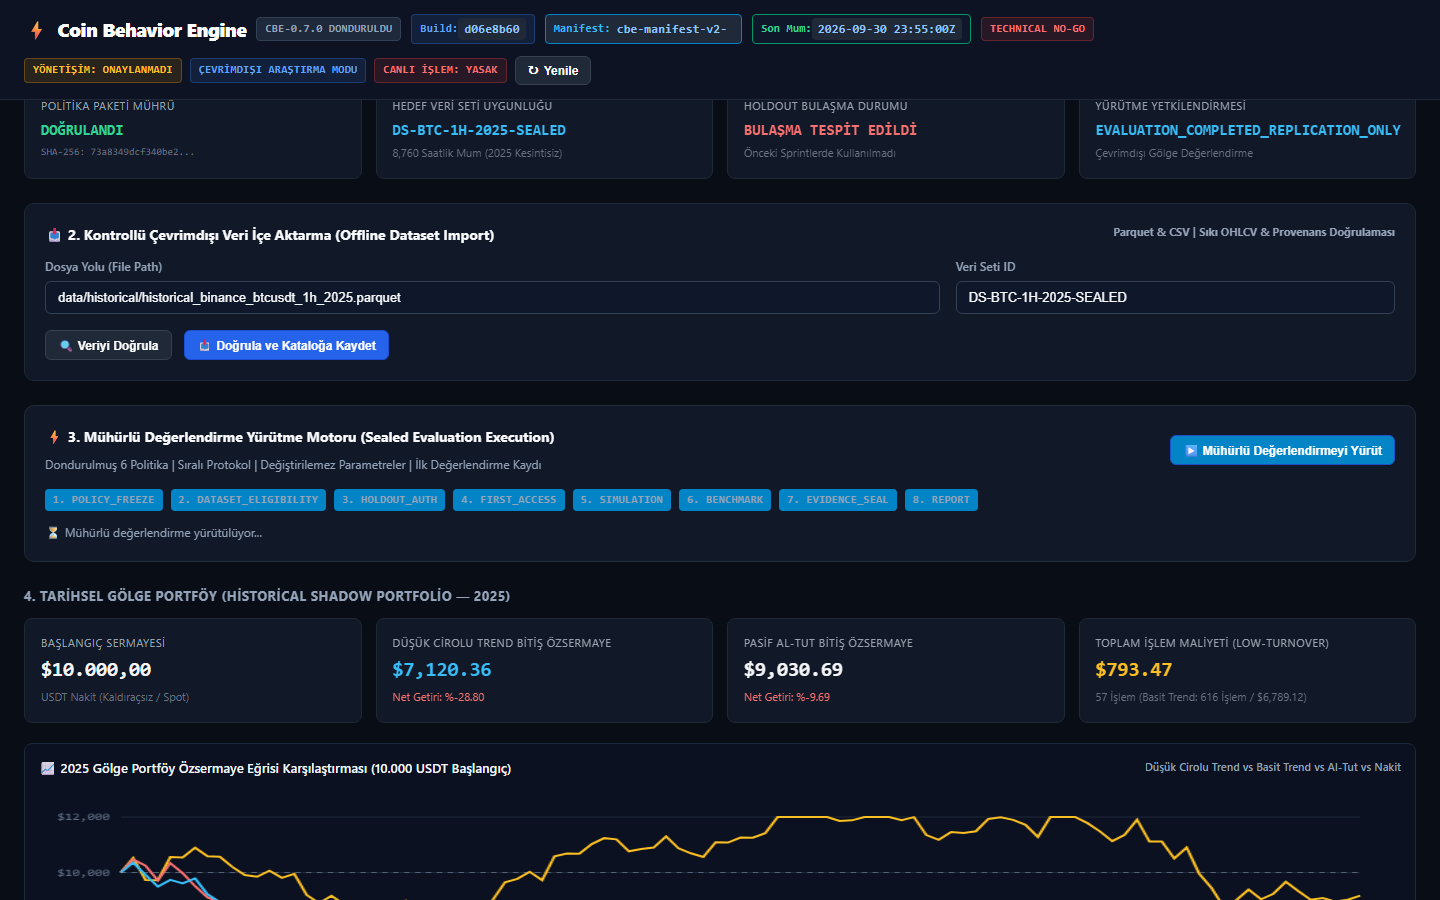 Coin Behavior Engine
CBE-0.7.0 DONDURULDU
Build: d06e8b60
Manifest: cbe-manifest-v2-
Son Mum: 2026-09-30 23:55:00Z
TECHNICAL NO-GO
YÖNETİŞİM: ONAYLANMADI
ÇEVRİMDIŞI ARAŞTIRMA MODU
CANLI İŞLEM: YASAK
↻ Yenile
POLİTİKA PAKETİ MÜHRÜ
DOĞRULANDI
SHA-256: 73a8349dcf340be2...
HEDEF VERİ SETİ UYGUNLUĞU
DS-BTC-1H-2025-SEALED
8,760 Saatlik Mum (2025 Kesintisiz)
HOLDOUT BULAŞMA DURUMU
BULAŞMA TESPİT EDİLDİ
Önceki Sprintlerde Kullanılmadı
YÜRÜTME YETKİLENDİRMESİ
EVALUATION_COMPLETED_REPLICATION_ONLY
Çevrimdışı Gölge Değerlendirme
2. Kontrollü Çevrimdışı Veri İçe Aktarma (Offline Dataset Import)
Parquet & CSV | Sıkı OHLCV & Provenans Doğrulaması
Dosya Yolu (File Path)
Veri Seti ID
data/historical/historical_binance_btcusdt_1h_2025.parquet
DS-BTC-1H-2025-SEALED
Veriyi Doğrula
Doğrula ve Kataloğa Kaydet
3. Mühürlü Değerlendirme Yürütme Motoru (Sealed Evaluation Execution)
Dondurulmuş 6 Politika | Sıralı Protokol | Değiştirilemez Parametreler | İlk Değerlendirme Kaydı
Mühürlü Değerlendirmeyi Yürüt
1. POLICY_FREEZE
2. DATASET_ELIGIBILITY
3. HOLDOUT_AUTH
4. FIRST_ACCESS
5. SIMULATION
6. BENCHMARK
7. EVIDENCE_SEAL
8. REPORT
Mühürlü değerlendirme yürütülüyor...
4. TARİHSEL GÖLGE PORTFÖY (HİSTORİCAL SHADOW PORTFOLİO — 2025)
BAŞLANGIÇ SERMAYESİ
$10.000,00
USDT Nakit (Kaldıraçsız / Spot)
DÜŞÜK CİROLU TREND BİTİŞ ÖZSERMAYE
$7,120.36
Net Getiri: %-28.80
PASİF AL-TUT BİTİŞ ÖZSERMAYE
$9,030.69
Net Getiri: %-9.69
TOPLAM İŞLEM MALİYETİ (LOW-TURNOVER)
$793.47
57 İşlem (Basit Trend: 616 İşlem / $6,789.12)
2025 Gölge Portföy Özsermaye Eğrisi Karşılaştırması (10.000 USDT Başlangıç)
Düşük Cirolu Trend vs Basit Trend vs Al-Tut vs Nakit
$12,000
$10,000